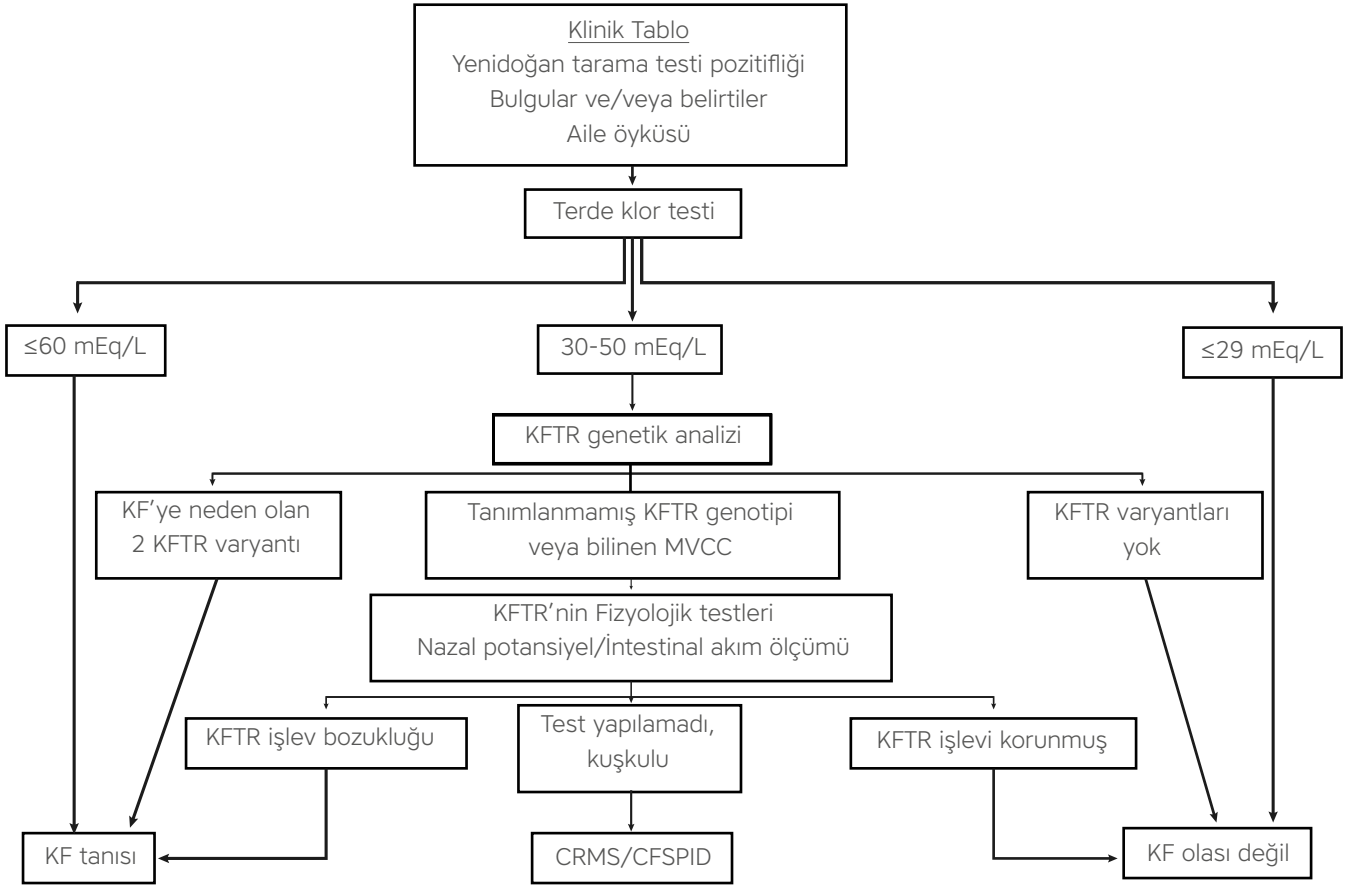 Klinik Tablo
Yenidoğan tarama testi pozitifliği
Bulgular ve/veya belirtiler
Aile öyküsü
Terde klor testi
≤60 mEq/L
30-50 mEq/L
≤29 mEq/L
KFTR genetik analizi
KF'ye neden olan
2 KFTR varyantı
Tanımlanmamış KFTR genotipi
veya bilinen MVCC
KFTR varyantları
yok
KFTR'nin Fizyolojik testleri
Nazal potansiyel/İntestinal akım ölçümü
KFTR işlev bozukluğu
Test yapılamadı,
kuşkulu
KFTR işlevi korunmuş
KF tanısı
CRMS/CFSPID
KF olası değil